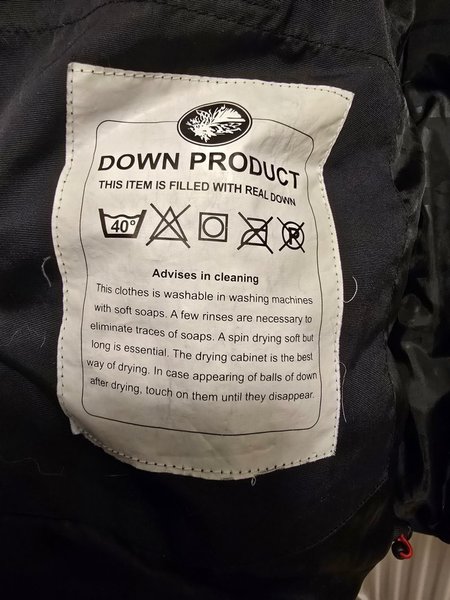 DOWN PRODUCT
THIS ITEM IS FILLED WITH REAL DOWN
40° P
Advises in cleaning
This clothes is washable in washing machines
with soft soaps. A few rinses are necessary to
eliminate traces of soaps. A spin drying soft but
long is essential. The drying cabinet is the best
way of drying. In case appearing of balls of down
after drying, touch on them until they disappear.